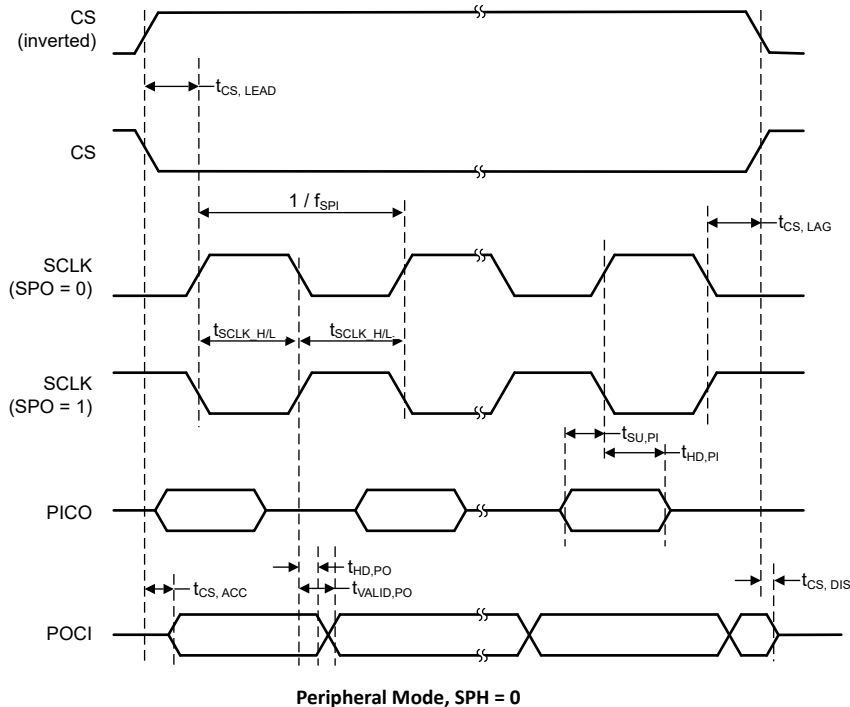 CS
(inverted)
tCS, LEAD
CS
1 / fSPI
tCS, LAG
SCLK
(SPO = 0)
tSCLK_H/L
tSCLK_H/L.
SCLK
(SPO = 1)
tSU,PI
tHD,PI
PICO
tHD,PO
tCS, ACC
tVALID,PO
tCS, DIS
POCI
Peripheral Mode, SPH = 0